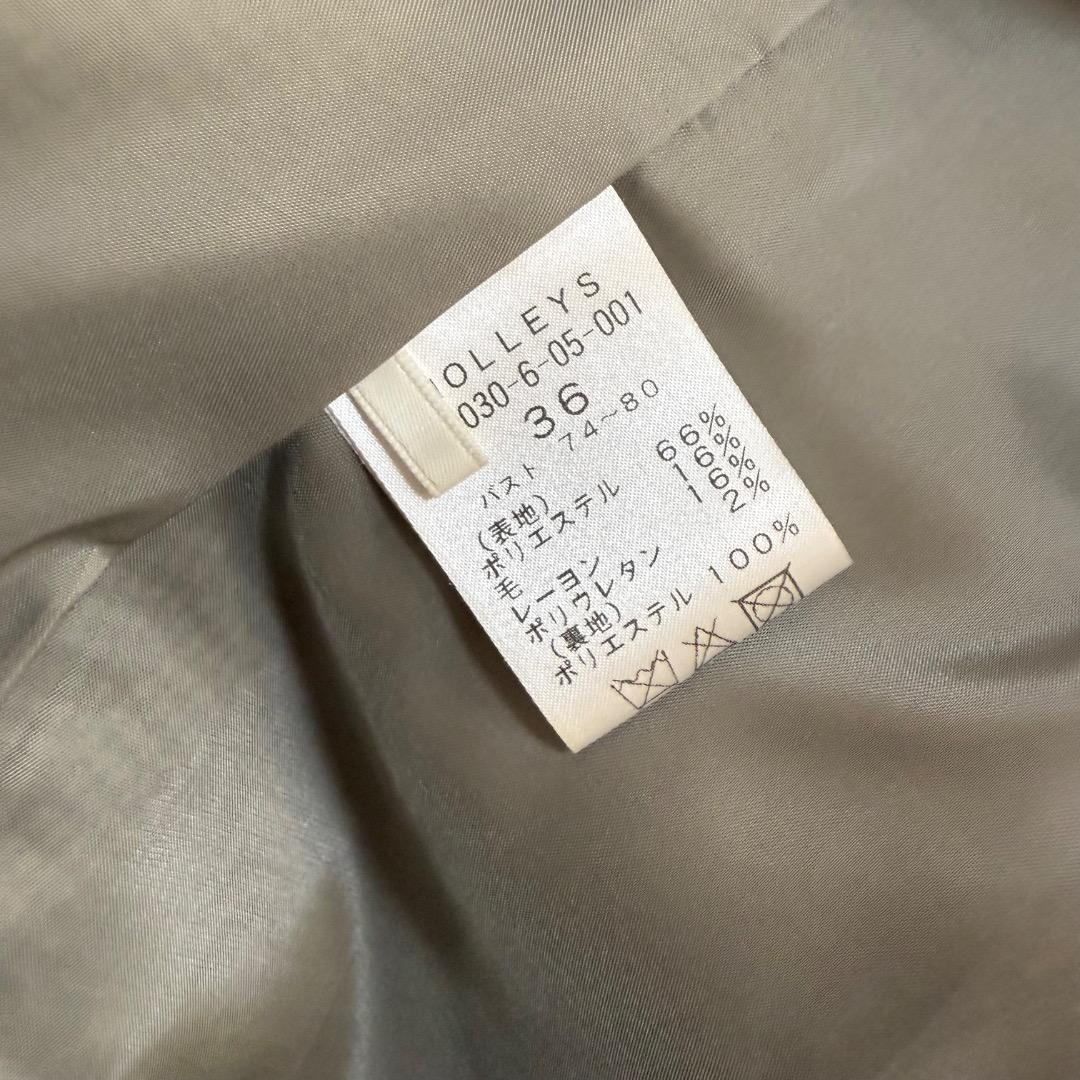 OLLEYS
030-6-05-001
36
バスト 74~80
(表地)
ポリエステル 66%
毛 16%
レーヨン 16%
ポリウレタン 2%
(裏地)
ポリエステル 100%